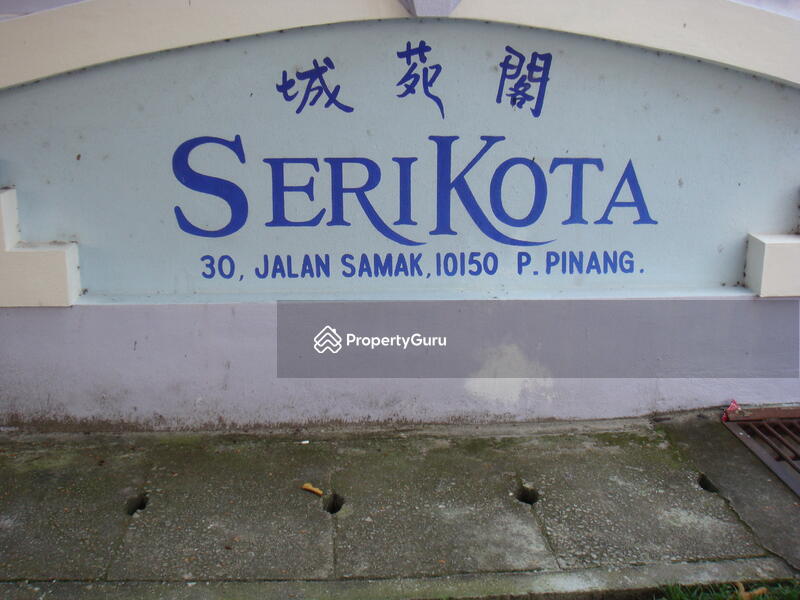 城苑閣
SERIKOTA
30, JALAN SAMAK, 10150 P. PINANG.
PropertyGuru